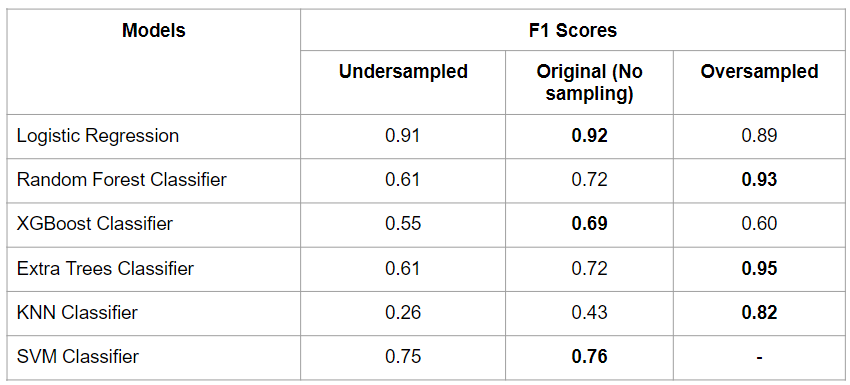 Models F1 Scores
Undersampled Original (No sampling) Oversampled
Logistic Regression 0.91 0.92 0.89
Random Forest Classifier 0.61 0.72 0.93
XGBoost Classifier 0.55 0.69 0.60
Extra Trees Classifier 0.61 0.72 0.95
KNN Classifier 0.26 0.43 0.82
SVM Classifier 0.75 0.76 -